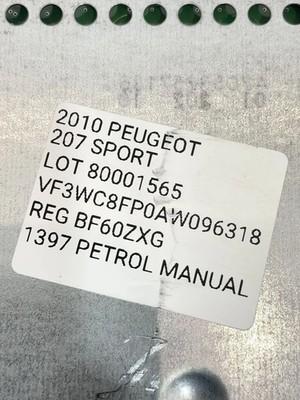 2010 PEUGEOT
207 SPORT
LOT 80001565
VF3WC8FP0AW096318
REG BF60ZXG
1397 PETROL MANUAL